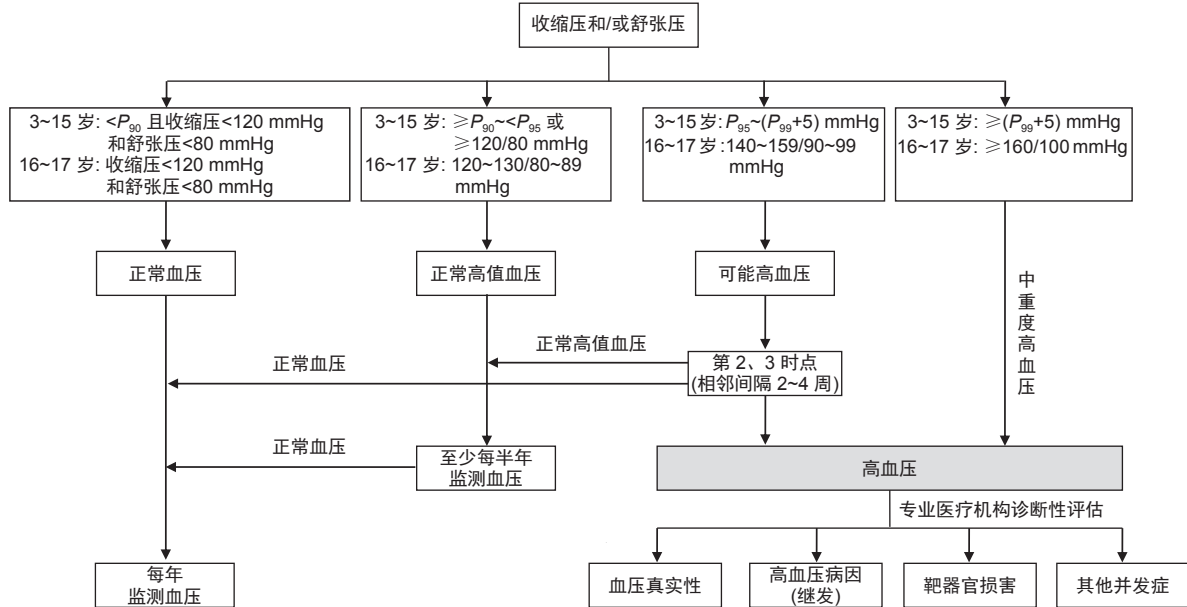 收缩压和/或舒张压
3~15 岁: <P90 且收缩压<120 mmHg
和舒张压<80 mmHg
16~17 岁: 收缩压<120 mmHg
和舒张压<80 mmHg
3~15 岁: ≥P90~<P95 或
≥120/80 mmHg
16~17 岁: 120~130/80~89
mmHg
3~15岁: P95~(P99+5) mmHg
16~17 岁:140~159/90~99
mmHg
3~15 岁: ≥(P99+5) mmHg
16~17 岁: ≥160/100 mmHg
正常血压
正常高值血压
可能高血压
中重度高血压
正常高值血压
正常血压
第 2、3 时点
(相邻间隔 2~4 周)
正常血压
至少每半年
监测血压
高血压
专业医疗机构诊断性评估
每年
监测血压
血压真实性
高血压病因
(继发)
靶器官损害
其他并发症